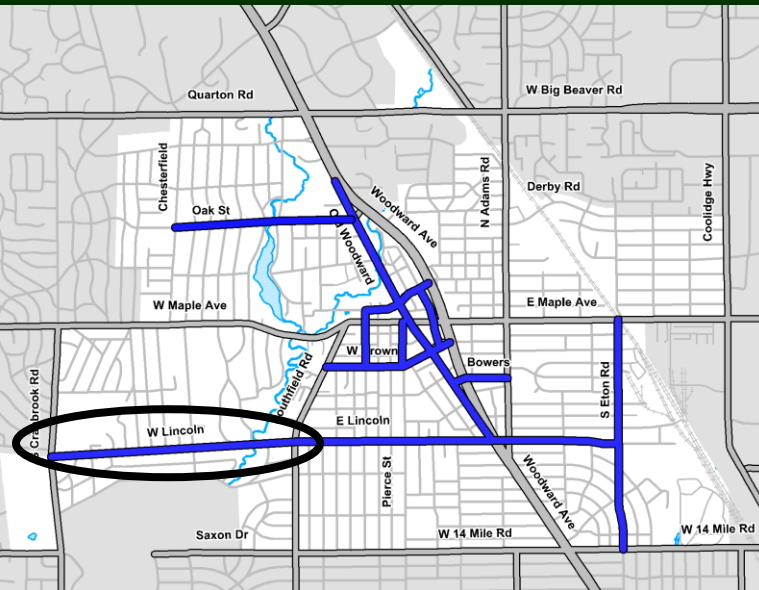 Quarton Rd
W Big Beaver Rd
Chesterfield
N Adams Rd
Derby Rd
Coolidge Hwy
Oak St
Woodward Ave
Old Woodward
W Maple Ave
E Maple Ave
W Brown
Bowers
S Eton Rd
Southfield Rd
S Cranbrook Rd
W Lincoln
E Lincoln
Pierce St
Woodward Ave
Saxon Dr
W 14 Mile Rd
W 14 Mile Rd